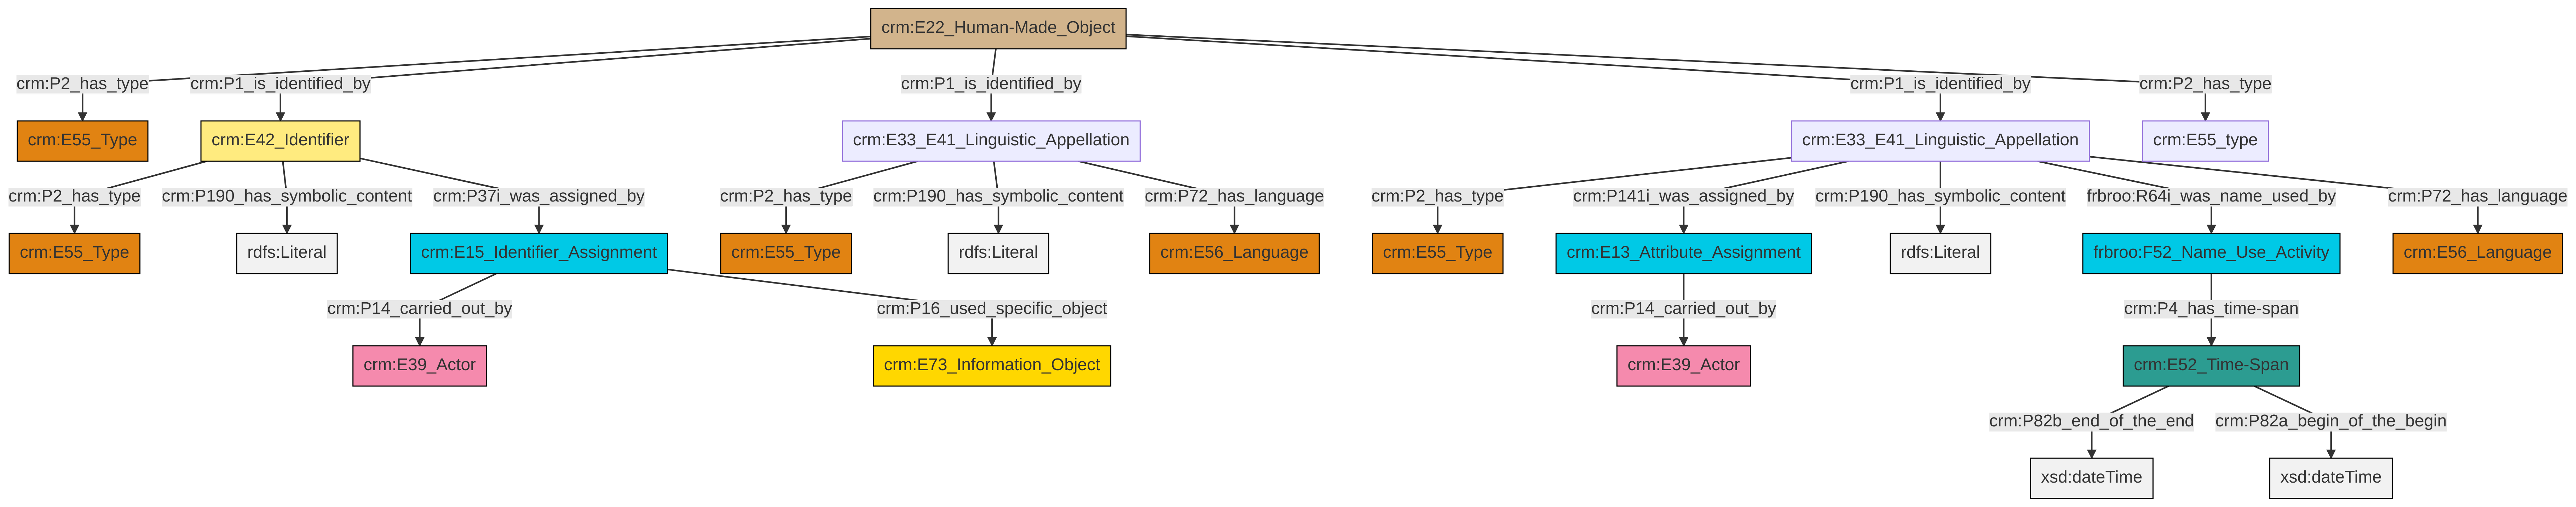 crm:E22_Human-Made_Object
crm:P2_has_type
crm:P1_is_identified_by
crm:P1_is_identified_by
crm:P1_is_identified_by
crm:P2_has_type
crm:E55_Type
crm:E42_Identifier
crm:E33_E41_Linguistic_Appellation
crm:E33_E41_Linguistic_Appellation
crm:E55_type
crm:P2_has_type
crm:P190_has_symbolic_content
crm:P37i_was_assigned_by
crm:P2_has_type
crm:P190_has_symbolic_content
crm:P72_has_language
crm:P2_has_type
crm:P141i_was_assigned_by
crm:P190_has_symbolic_content
frbroo:R64i_was_name_used_by
crm:P72_has_language
crm:E55_Type
rdfs:Literal
crm:E15_Identifier_Assignment
crm:E55_Type
rdfs:Literal
crm:E56_Language
crm:E55_Type
crm:E13_Attribute_Assignment
rdfs:Literal
frbroo:F52_Name_Use_Activity
crm:E56_Language
crm:P14_carried_out_by
crm:P16_used_specific_object
crm:P14_carried_out_by
crm:P4_has_time-span
crm:E39_Actor
crm:E73_Information_Object
crm:E39_Actor
crm:E52_Time-Span
crm:P82b_end_of_the_end
crm:P82a_begin_of_the_begin
xsd:dateTime
xsd:dateTime